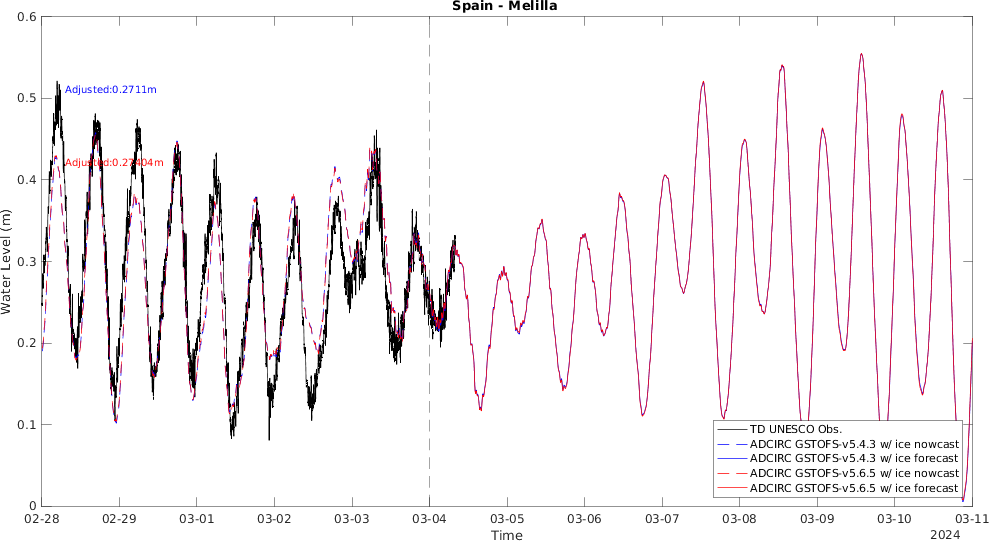 Spain - Melilla
0.6
0.5
0.4
0.3
0.2
0.1
0
Water Level (m)
Adjusted:0.2711m
Adjusted:0.27404m
TD UNESCO Obs.
ADCIRC GSTOFS-v5.4.3 w/ ice nowcast
ADCIRC GSTOFS-v5.4.3 w/ ice forecast
ADCIRC GSTOFS-v5.6.5 w/ ice nowcast
ADCIRC GSTOFS-v5.6.5 w/ ice forecast
02-28 02-29 03-01 03-02 03-03 03-04 03-05 03-06 03-07 03-08 03-09 03-10 03-11
Time
2024